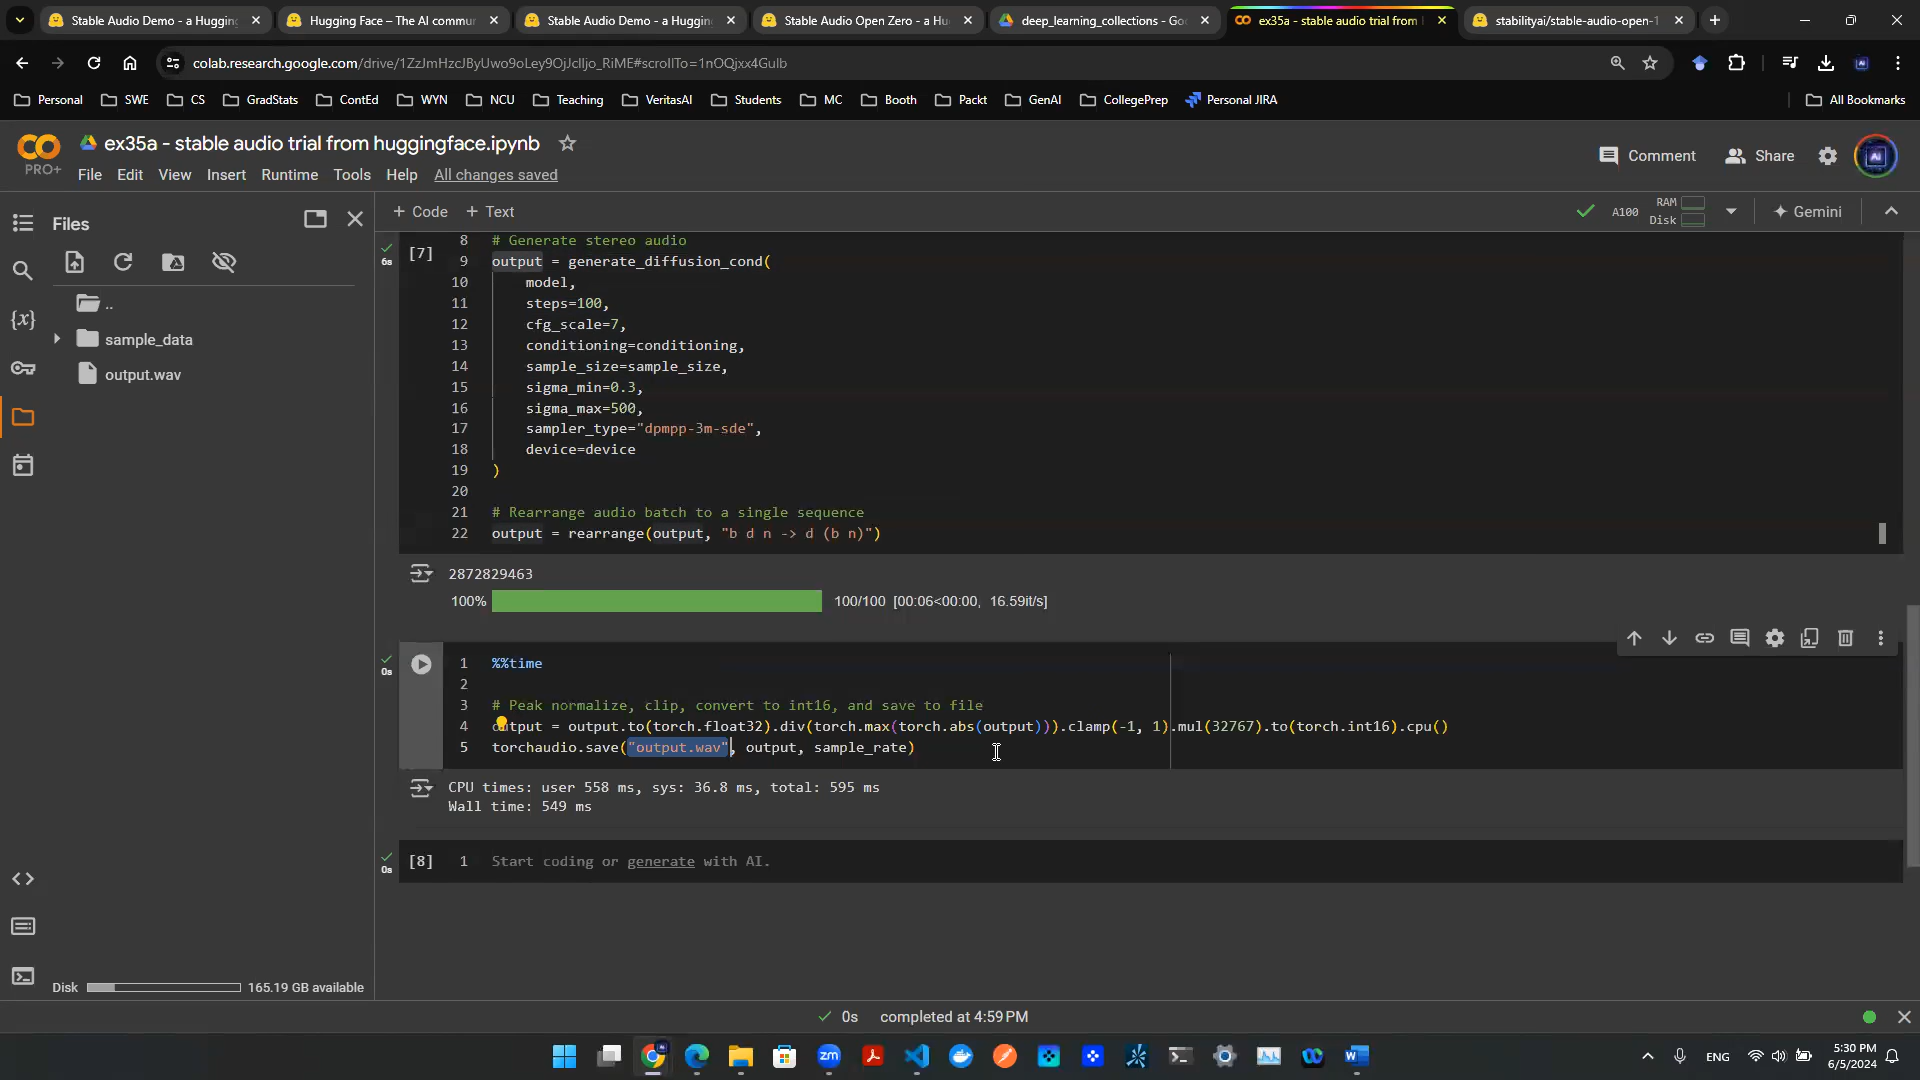 Stable Audio Demo - a Hugging
Hugging Face – The AI commur
Stable Audio Demo - a Hugging
Stable Audio Open Zero - a Hu
deep_learning_collections - Goo
ex35a - stable audio trial from
stabilityai/stable-audio-open-1
colab.research.google.com/drive/1ZzJmHzcJByUwo9oLey9OjJclljo_RiME#scrollTo=1nOQjxx4Gulb
Personal SWE CS GradStats ContEd WYN NCU Teaching VeritasAI Students MC Booth Packt GenAI CollegePrep Personal JIRA All Bookmarks
CO PRO+
ex35a - stable audio trial from huggingface.ipynb
Comment Share
File Edit View Insert Runtime Tools Help All changes saved
Files
+ Code + Text
A100 RAM Disk Gemini
..
sample_data
output.wav
{x}
6s [7]
8 # Generate stereo audio
9 output = generate_diffusion_cond(
10 model,
11 steps=100,
12 cfg_scale=7,
13 conditioning=conditioning,
14 sample_size=sample_size,
15 sigma_min=0.3,
16 sigma_max=500,
17 sampler_type="dpmpp-3m-sde",
18 device=device
19 )
20
21 # Rearrange audio batch to a single sequence
22 output = rearrange(output, "b d n -> d (b n)")
2872829463
100% 100/100 [00:06<00:00, 16.59it/s]
0s
1 %%time
2
3 # Peak normalize, clip, convert to int16, and save to file
4 output = output.to(torch.float32).div(torch.max(torch.abs(output))).clamp(-1, 1).mul(32767).to(torch.int16).cpu()
5 torchaudio.save("output.wav", output, sample_rate)
CPU times: user 558 ms, sys: 36.8 ms, total: 595 ms
Wall time: 549 ms
0s [8] 1 Start coding or generate with AI.
Disk 165.19 GB available
0s completed at 4:59 PM
zm
ENG
5:30 PM
6/5/2024